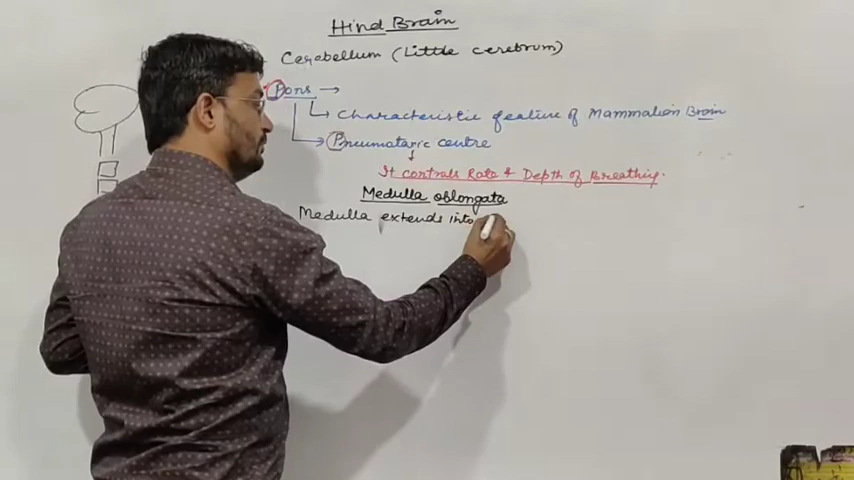 Hind Brain
Cerebellum (Little cerebrum)
Pons →
Characteristic feature of Mammalian Brain
Pneumataric centre
It controls Rate & Depth of Breathing.
Medulla oblongata
Medulla extends into